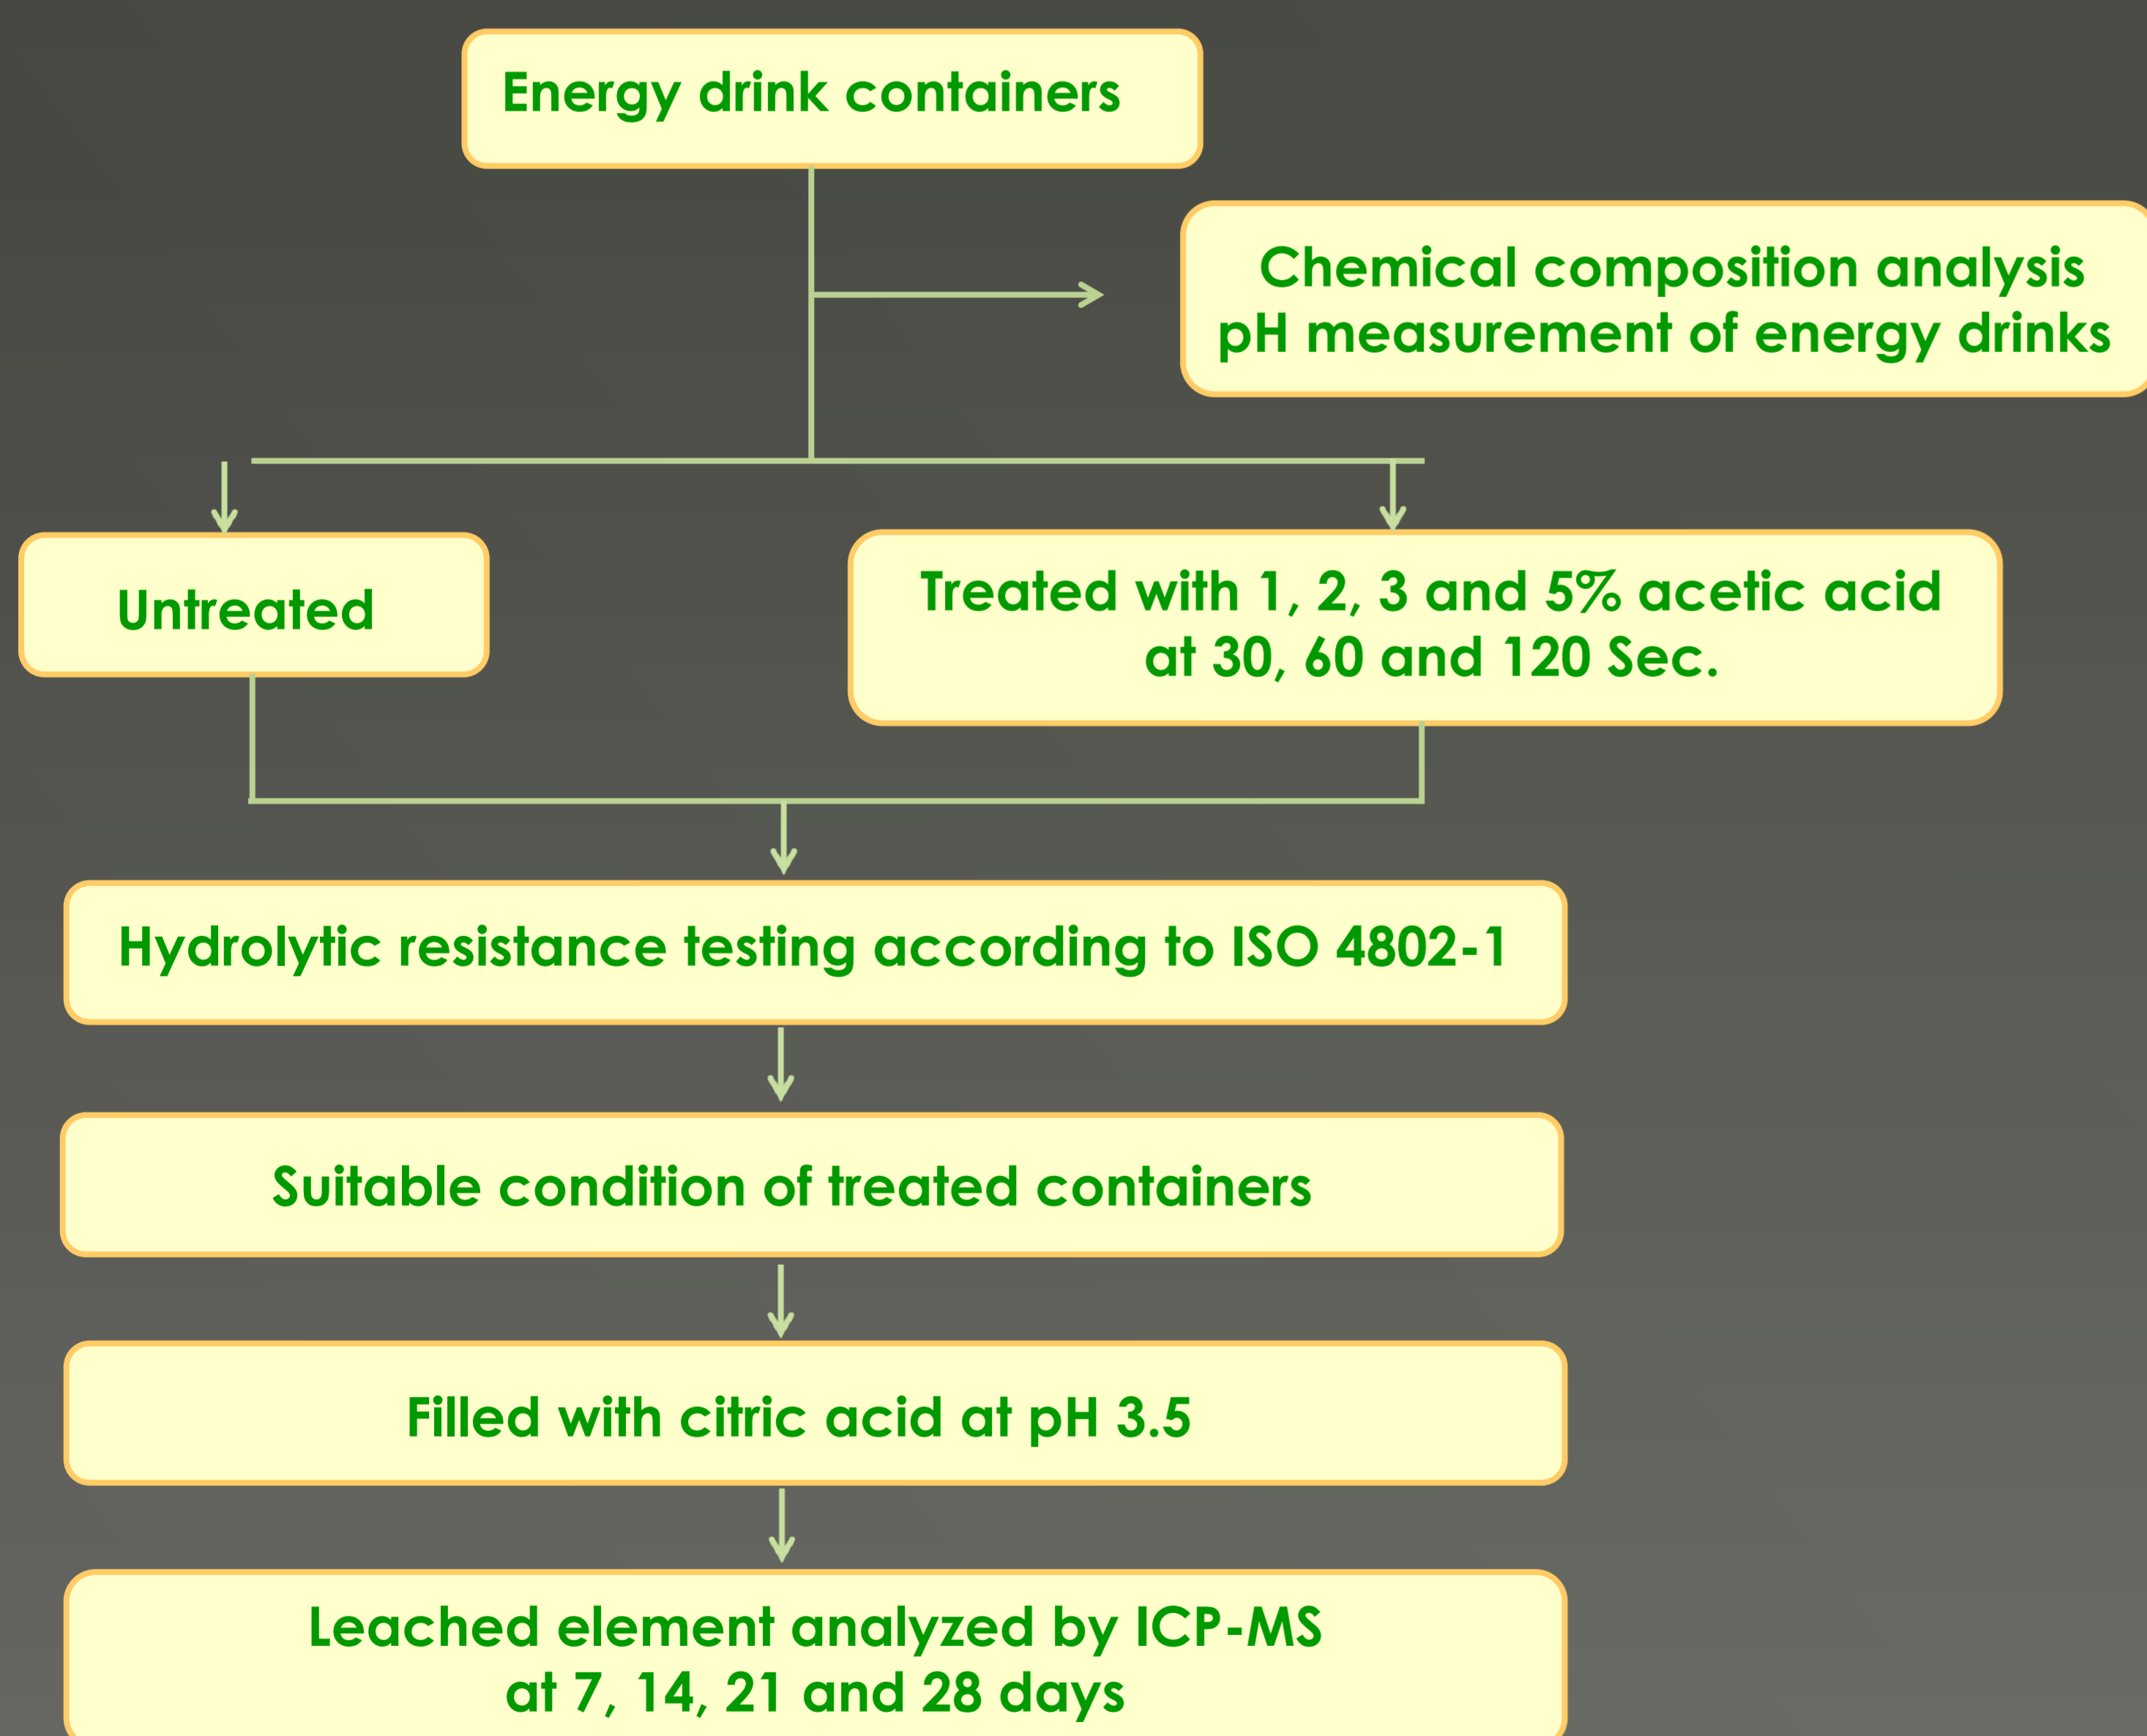 Energy drink containers
Chemical composition analysis
pH measurement of energy drinks
Untreated
Treated with 1, 2, 3 and 5% acetic acid
at 30, 60 and 120 Sec.
Hydrolytic resistance testing according to ISO 4802-1
Suitable condition of treated containers
Filled with citric acid at pH 3.5
Leached element analyzed by ICP-MS
at 7, 14, 21 and 28 days